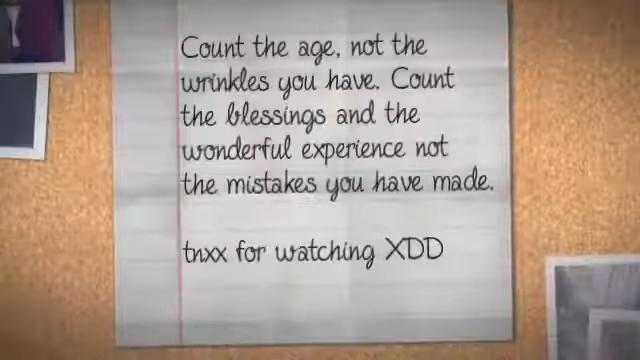 Count the age, not the
wrinkles you have. Count
the blessings and the
wonderful experience not
the mistakes you have made.
tnxx for watching XDD